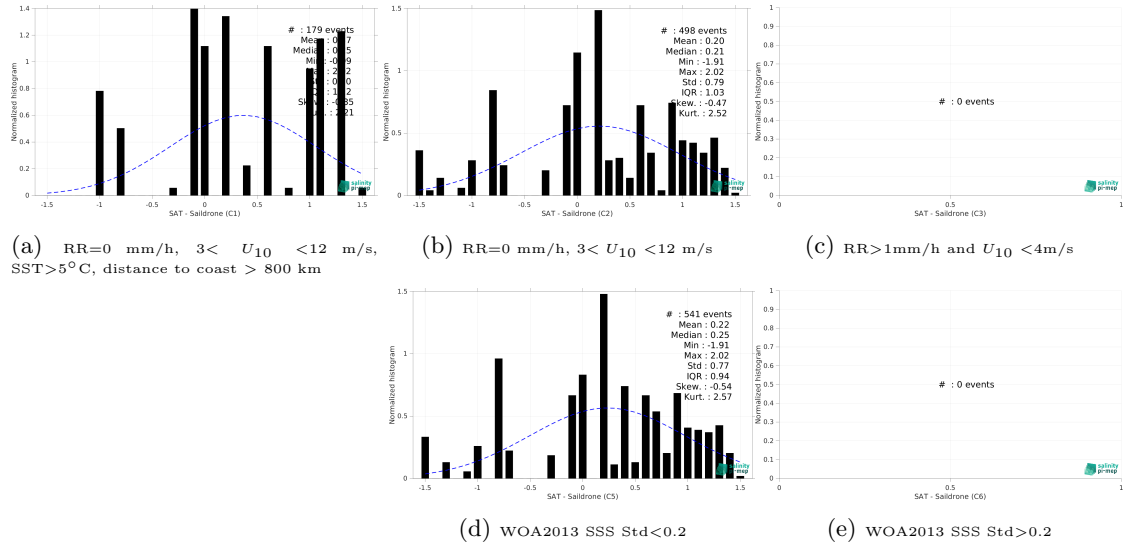 1.4
1.2
1
0.8
0.6
0.4
0.2
0
Normalized histogram
# : 179 events
-1.5 -1 -0.5 0 0.5 1 1.5
SAT - Saildrone (C1)
salinity
pi-mep
(a) RR=0 mm/h, 3< U10 <12 m/s,
SST>5°C, distance to coast > 800 km
1.5
1
0.5
0
Normalized histogram
# : 498 events
Mean : 0.20
Median : 0.21
Min : -1.91
Max : 2.02
Std : 0.79
IQR : 1.03
Skew. : -0.47
Kurt. : 2.52
-1.5 -1 -0.5 0 0.5 1 1.5
SAT - Saildrone (C2)
salinity
pi-mep
(b) RR=0 mm/h, 3< U10 <12 m/s
1
0.9
0.8
0.7
0.6
0.5
0.4
0.3
0.2
0.1
0
Normalized histogram
# : 0 events
0 0.5 1
SAT - Saildrone (C3)
salinity
pi-mep
(c) RR>1mm/h and U10 <4m/s
1.5
1
0.5
0
Normalized histogram
# : 541 events
Mean : 0.22
Median : 0.25
Min : -1.91
Max : 2.02
Std : 0.77
IQR : 0.94
Skew. : -0.54
Kurt. : 2.57
-1.5 -1 -0.5 0 0.5 1 1.5
SAT - Saildrone (C5)
salinity
pi-mep
(d) WOA2013 SSS Std<0.2
1
0.9
0.8
0.7
0.6
0.5
0.4
0.3
0.2
0.1
0
Normalized histogram
# : 0 events
0 0.5 1
SAT - Saildrone (C6)
salinity
pi-mep
(e) WOA2013 SSS Std>0.2